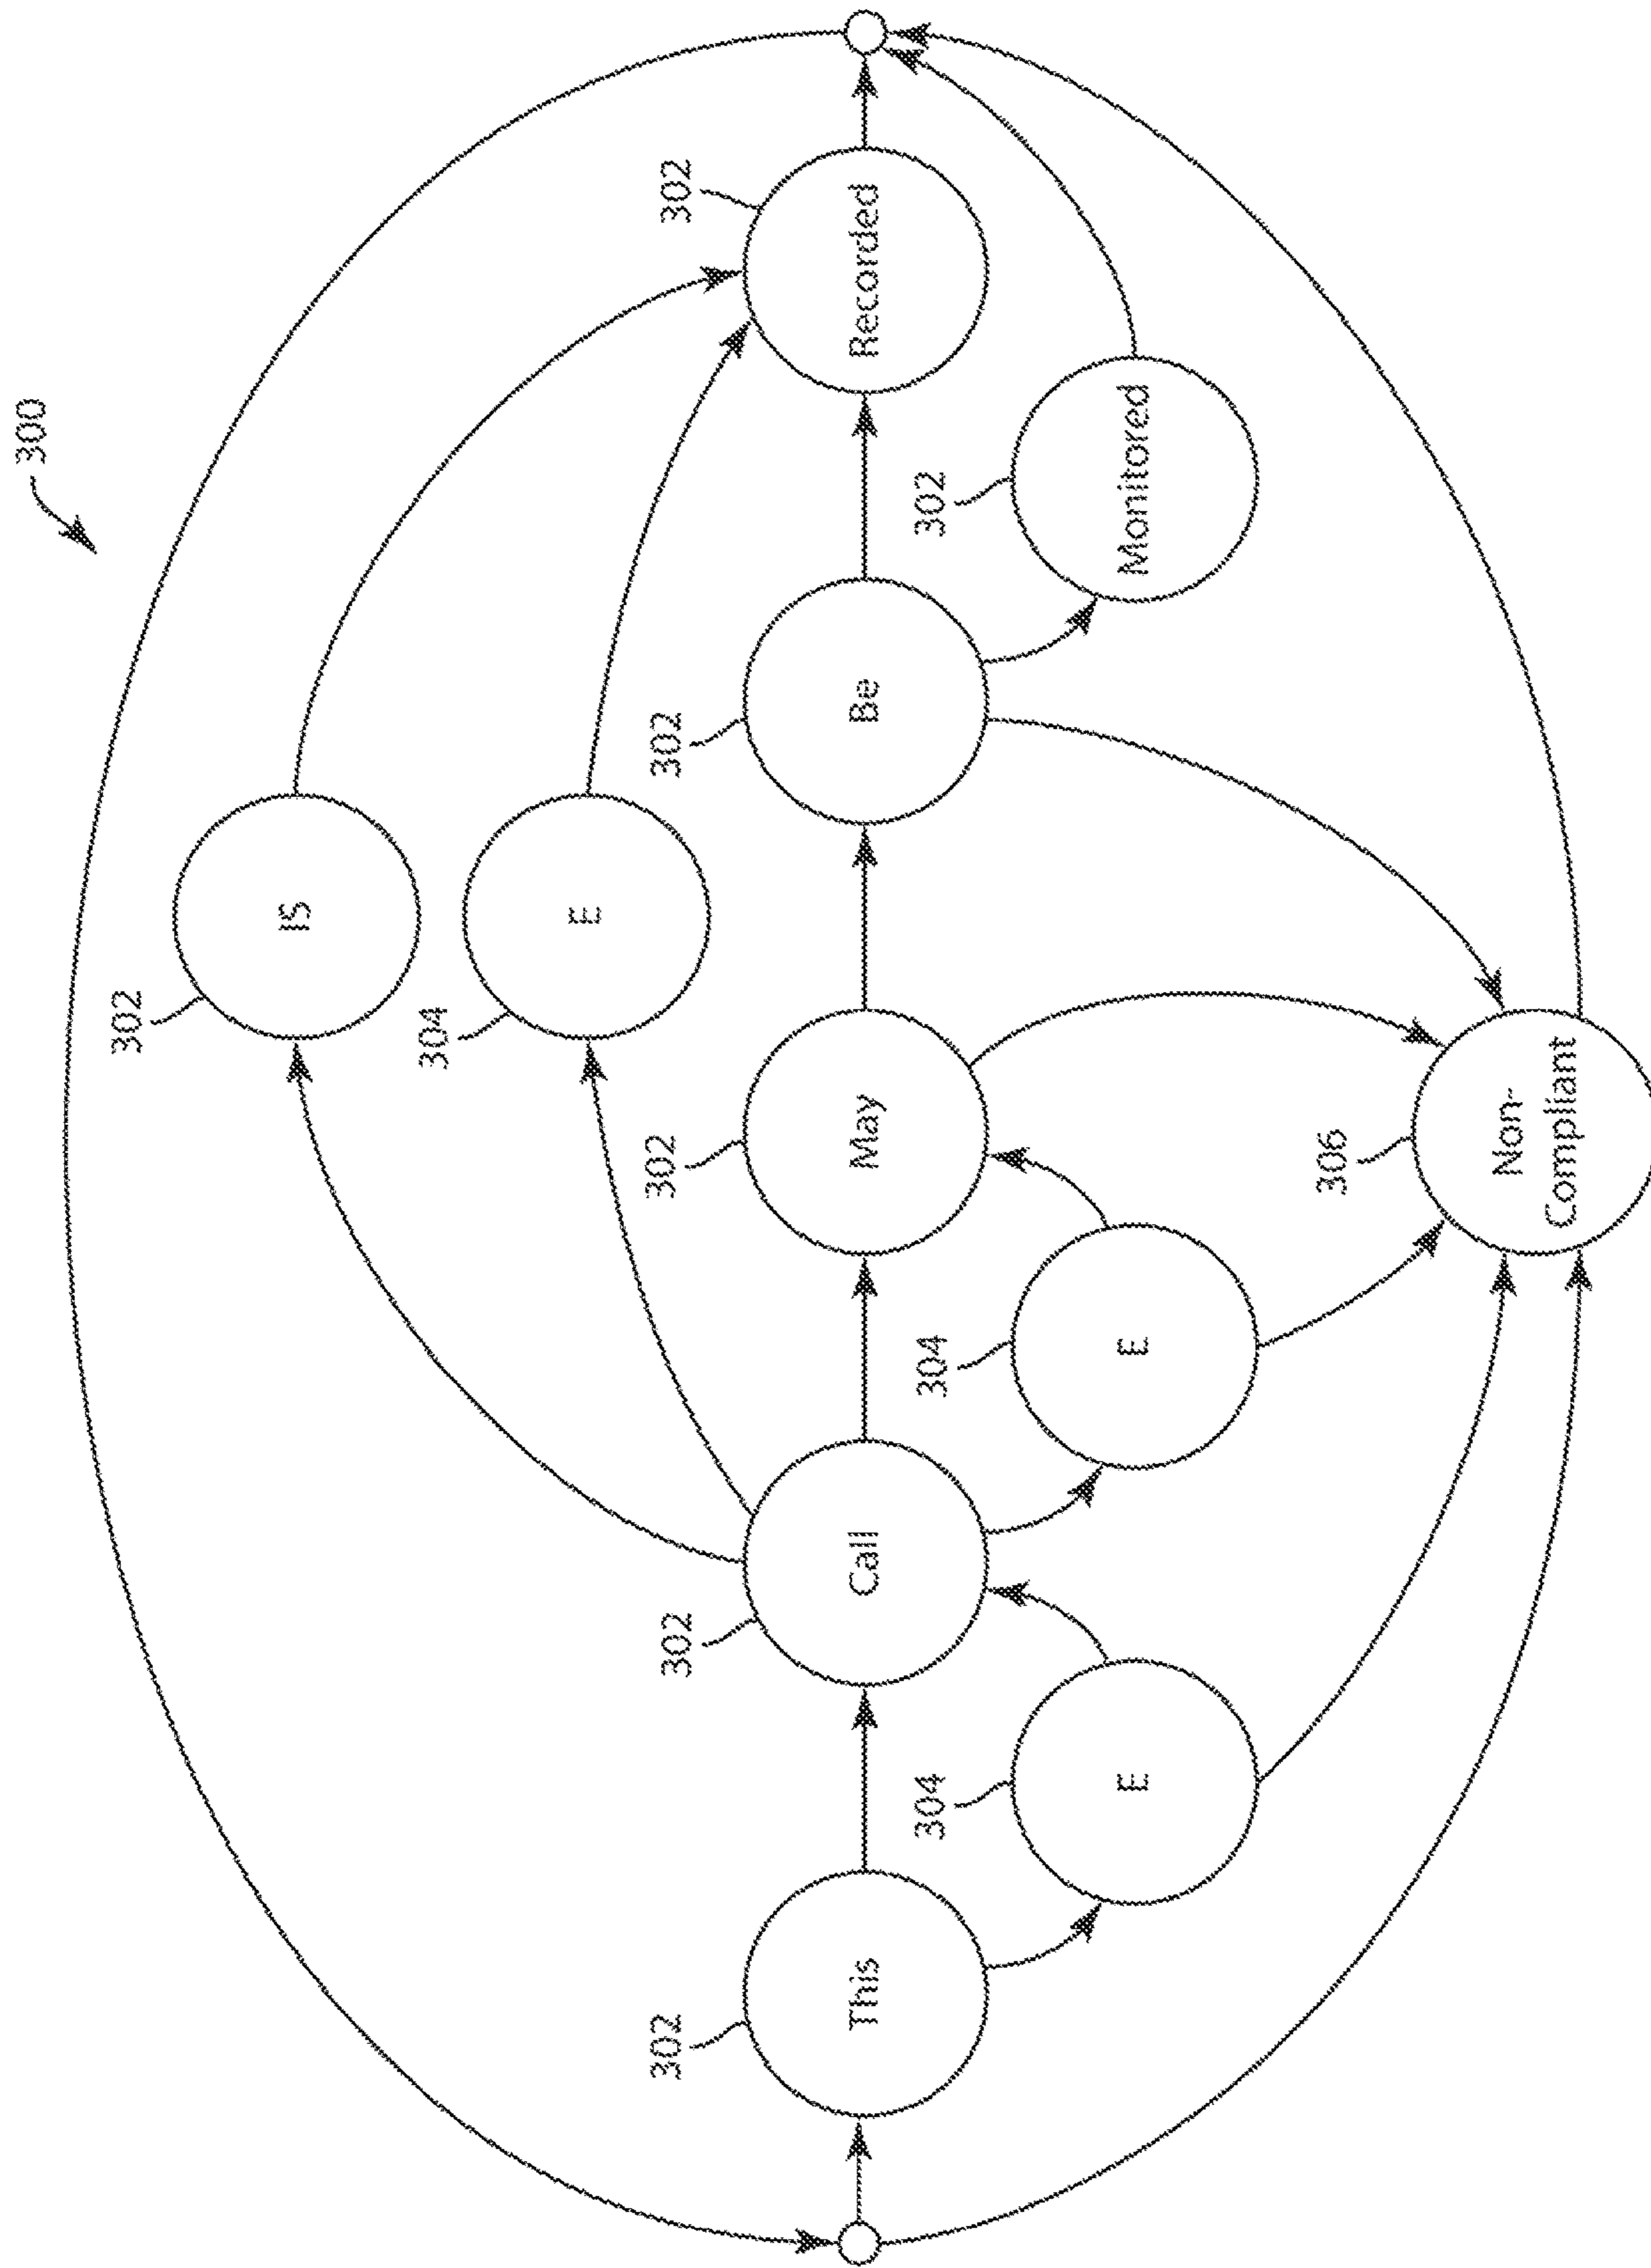 300
302
IS
304
E
302
This
302
Call
302
May
302
Be
302
Recorded
304
E
304
E
302
Monitored
306
Non-
Compliant